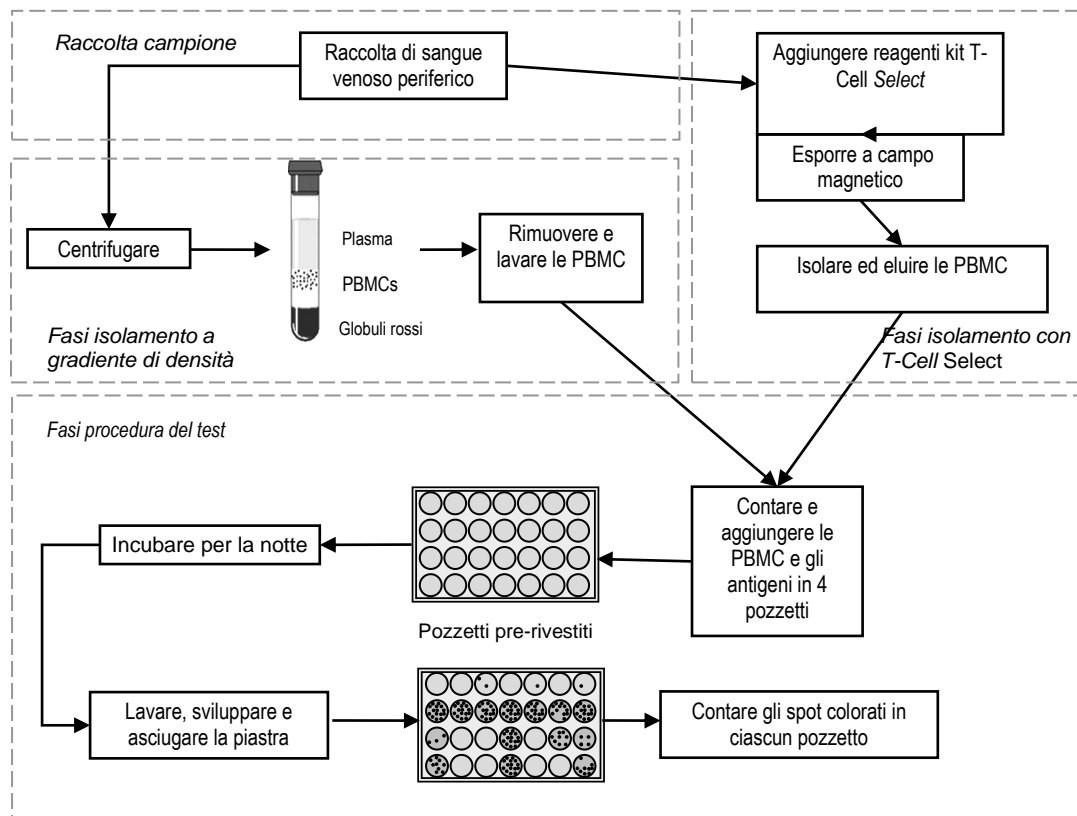 Raccolta campione
Raccolta di sangue
venoso periferico
Aggiungere reagenti kit T-
Cell Select
Esporre a campo
magnetico
Isolare ed eluire le PBMC
Fasi isolamento con
T-Cell Select
Centrifugare
Plasma
PBMCs
Globuli rossi
Rimuovere e
lavare le PBMC
Fasi isolamento a
gradiente di densità
Fasi procedura del test
Contare e
aggiungere le
PBMC e gli
antigeni in 4
pozzetti
Pozzetti pre-rivestiti
Incubare per la notte
Lavare, sviluppare e
asciugare la piastra
Contare gli spot colorati in
ciascun pozzetto